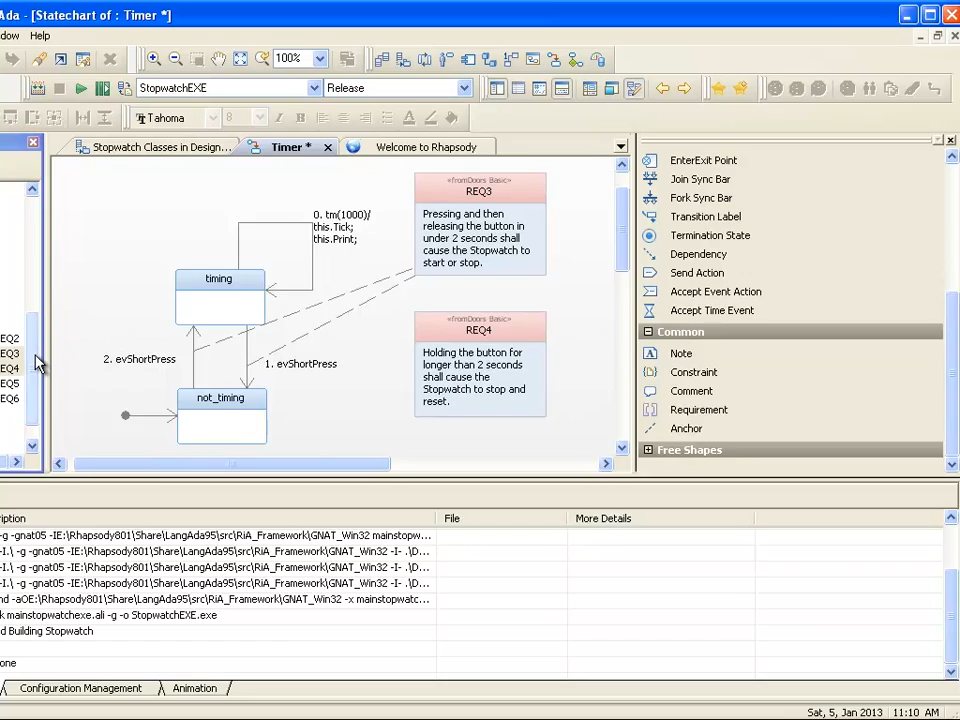 Ada - [Statechart of : Timer *]
dow Help
100%
StopwatchEXE
Release
Tahoma
8
Stopwatch Classes in Design...
Timer *
Welcome to Rhapsody
EQ2
EQ3
EQ4
EQ5
EQ6
0. tm(1000)/
this.Tick;
this.Print;
timing
2. evShortPress
1. evShortPress
not_timing
«fromDoors Basic»
REQ3
Pressing and then
releasing the button in
under 2 seconds shall
cause the Stopwatch to
start or stop.
«fromDoors Basic»
REQ4
Holding the button for
longer than 2 seconds
shall cause the
Stopwatch to stop and
reset.
EnterExit Point
Join Sync Bar
Fork Sync Bar
Transition Label
Termination State
Dependency
Send Action
Accept Event Action
Accept Time Event
Common
Note
Constraint
Comment
Requirement
Anchor
Free Shapes
iption File More Details
-g -gnat05 -IE:\Rhapsody801\Share\LangAda95\src\RiA_Framework\GNAT_Win32 mainstopw...
-I.\ -g -gnat05 -IE:\Rhapsody801\Share\LangAda95\src\RiA_Framework\GNAT_Win32 -I- .\D...
-I.\ -g -gnat05 -IE:\Rhapsody801\Share\LangAda95\src\RiA_Framework\GNAT_Win32 -I- .\D...
-I.\ -g -gnat05 -IE:\Rhapsody801\Share\LangAda95\src\RiA_Framework\GNAT_Win32 -I- .\D...
nd -aOE:\Rhapsody801\Share\LangAda95\src\RiA_Framework\GNAT_Win32 -x mainstopwatc...
k mainstopwatchexe.ali -g -o StopwatchEXE.exe
d Building Stopwatch
one
Configuration Management
Animation
Sat, 5, Jan 2013 11:10 AM